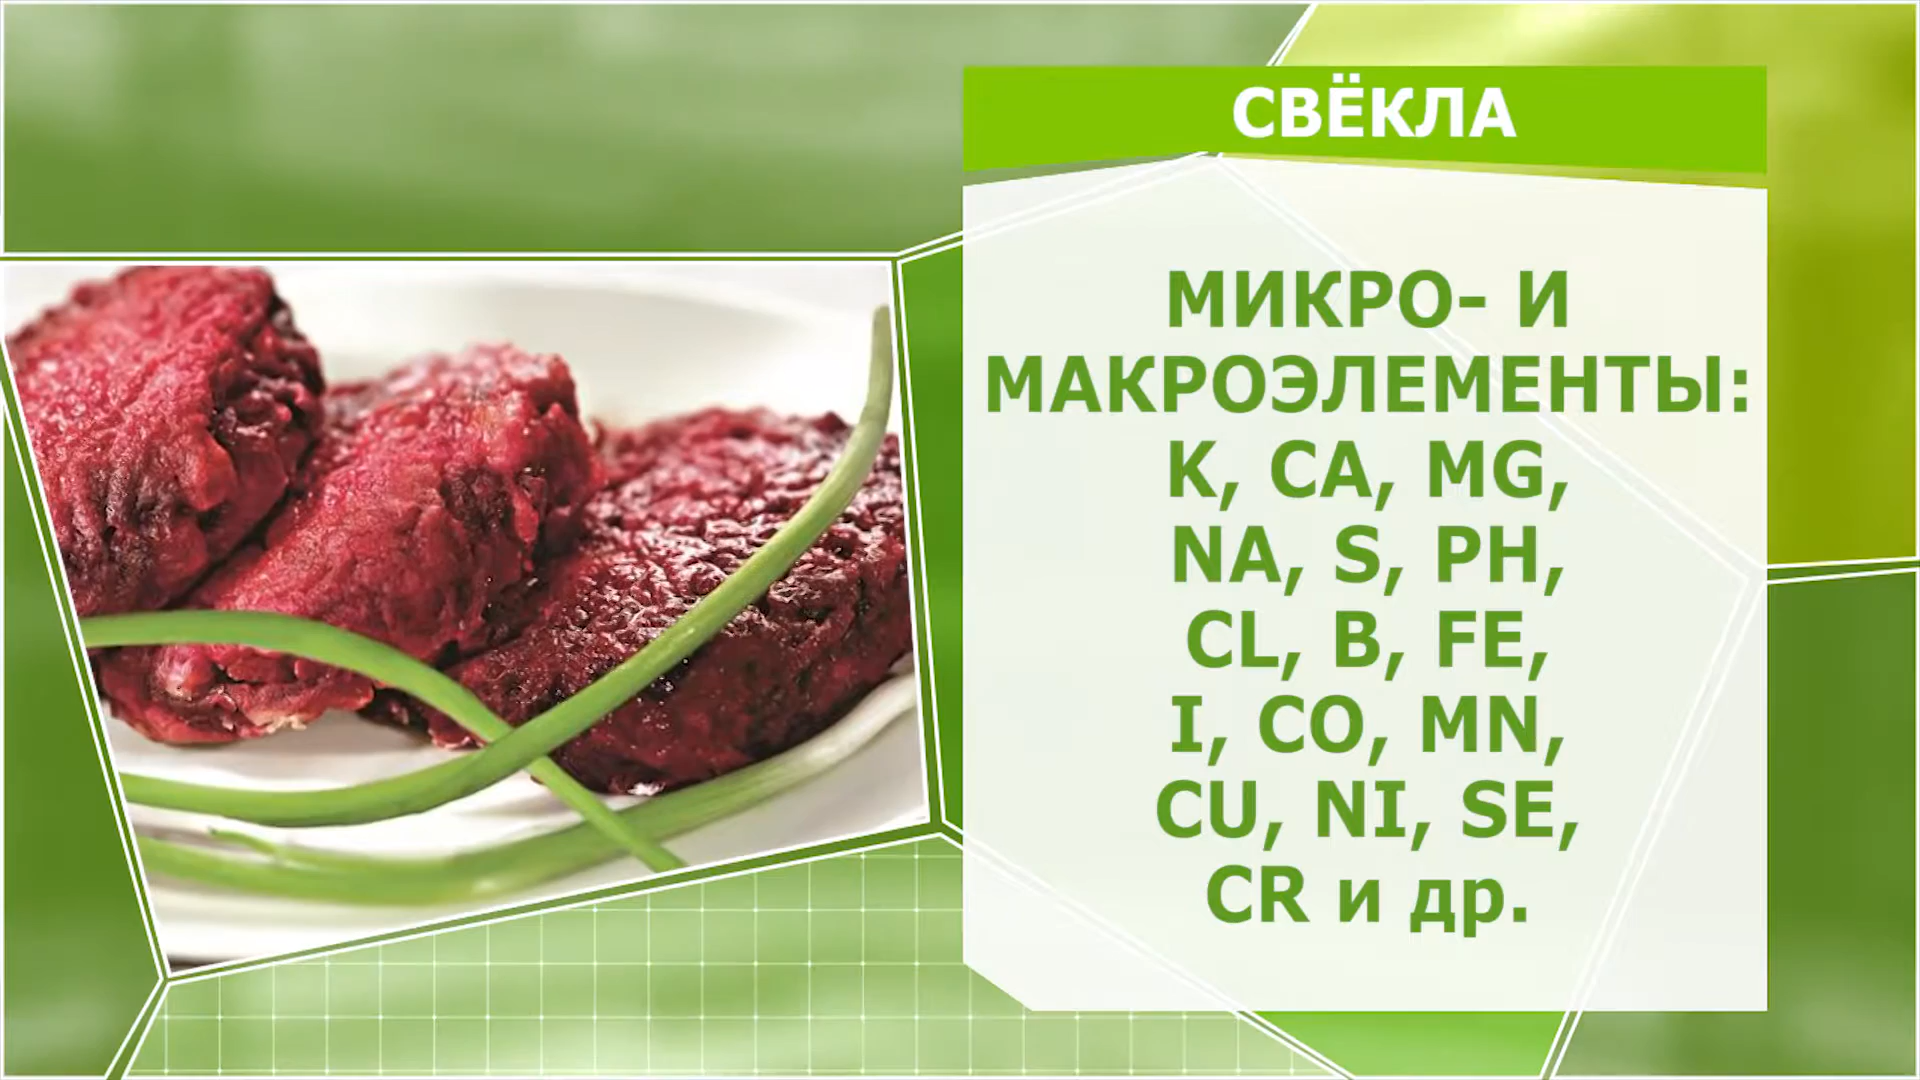 СВЁКЛА
МИКРО- И
МАКРОЭЛЕМЕНТЫ:
K, CA, MG,
NA, S, PH,
CL, B, FE,
I, CO, MN,
CU, NI, SE,
CR и др.